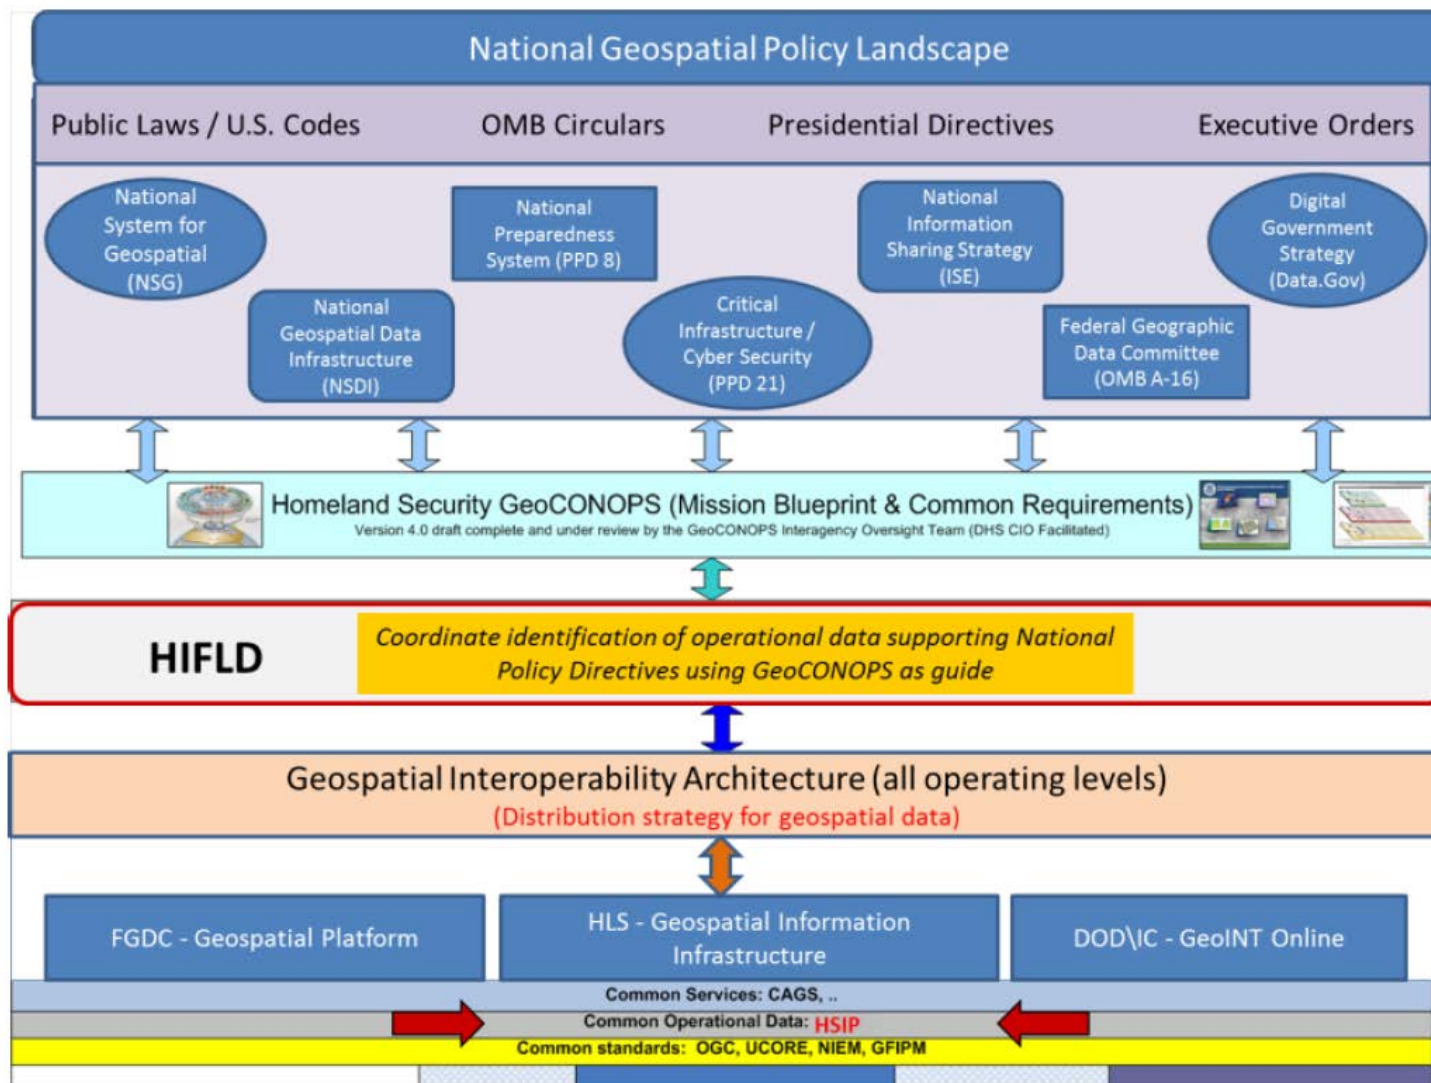 National Geospatial Policy Landscape
Public Laws / U.S. Codes
OMB Circulars
Presidential Directives
Executive Orders
National
System for
Geospatial
(NSG)
National
Geospatial Data
Infrastructure
(NSDI)
National
Preparedness
System (PPD 8)
Critical
Infrastructure /
Cyber Security
(PPD 21)
National
Information
Sharing Strategy
(ISE)
Federal Geographic
Data Committee
(OMB A-16)
Digital
Government
Strategy
(Data.Gov)
Homeland Security GeoCONOPS (Mission Blueprint & Common Requirements)
Version 4.0 draft complete and under review by the GeoCONOPS Interagency Oversight Team (DHS CIO Facilitated)
HIFLD
Coordinate identification of operational data supporting National
Policy Directives using GeoCONOPS as guide
Geospatial Interoperability Architecture (all operating levels)
(Distribution strategy for geospatial data)
FGDC - Geospatial Platform
HLS - Geospatial Information
Infrastructure
DOD\IC - GeoINT Online
Common Services: CAGS, ..
Common Operational Data: HSIP
Common standards: OGC, UCORE, NIEM, GFIPM